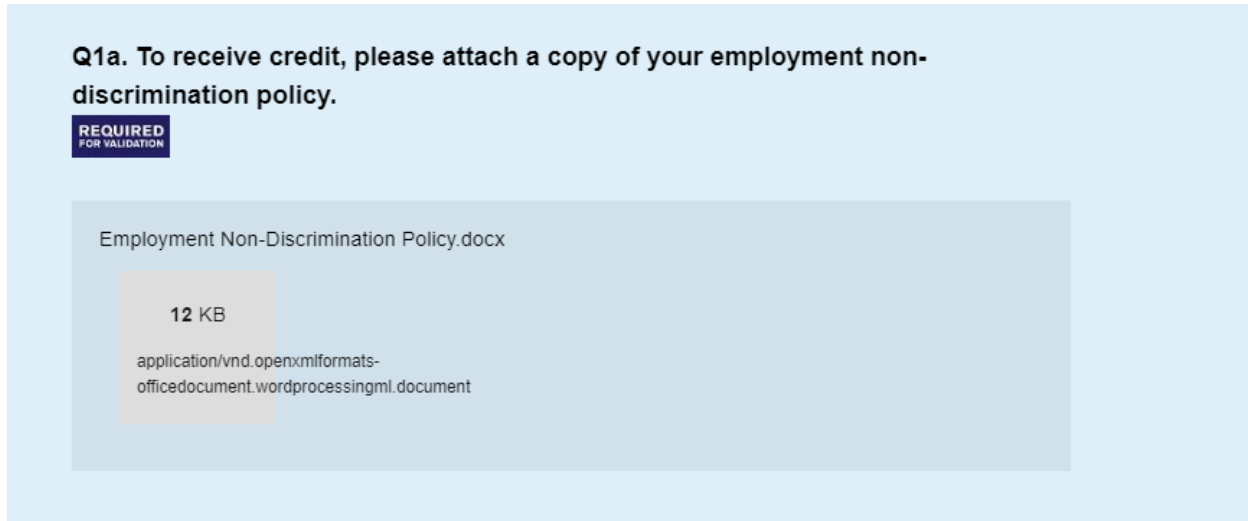 Q1a. To receive credit, please attach a copy of your employment non-
discrimination policy.
REQUIRED
FOR VALIDATION
Employment Non-Discrimination Policy.docx
12 KB
application/vnd.openxmlformats-
officedocument.wordprocessingml.document